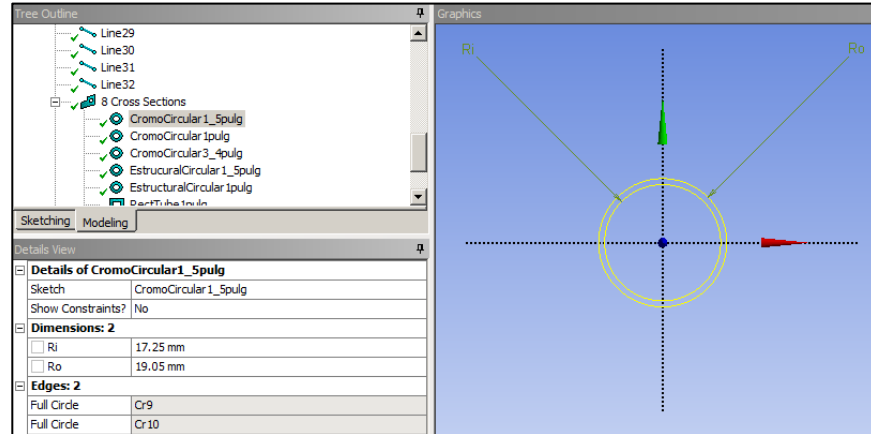 Tree Outline
Line29
Line30
Line31
Line32
8 Cross Sections
CromoCircular1_5pulg
CromoCircular1pulg
CromoCircular3_4pulg
EstrucuralCircular1_5pulg
EstructuralCircular1pulg
RectTube1pulg
Sketching Modeling
Details View
Details of CromoCircular1_5pulg
Sketch CromoCircular1_5pulg
Show Constraints? No
Dimensions: 2
Ri 17.25 mm
Ro 19.05 mm
Edges: 2
Full Circle Cr9
Full Circle Cr10
Graphics
Ri Ro